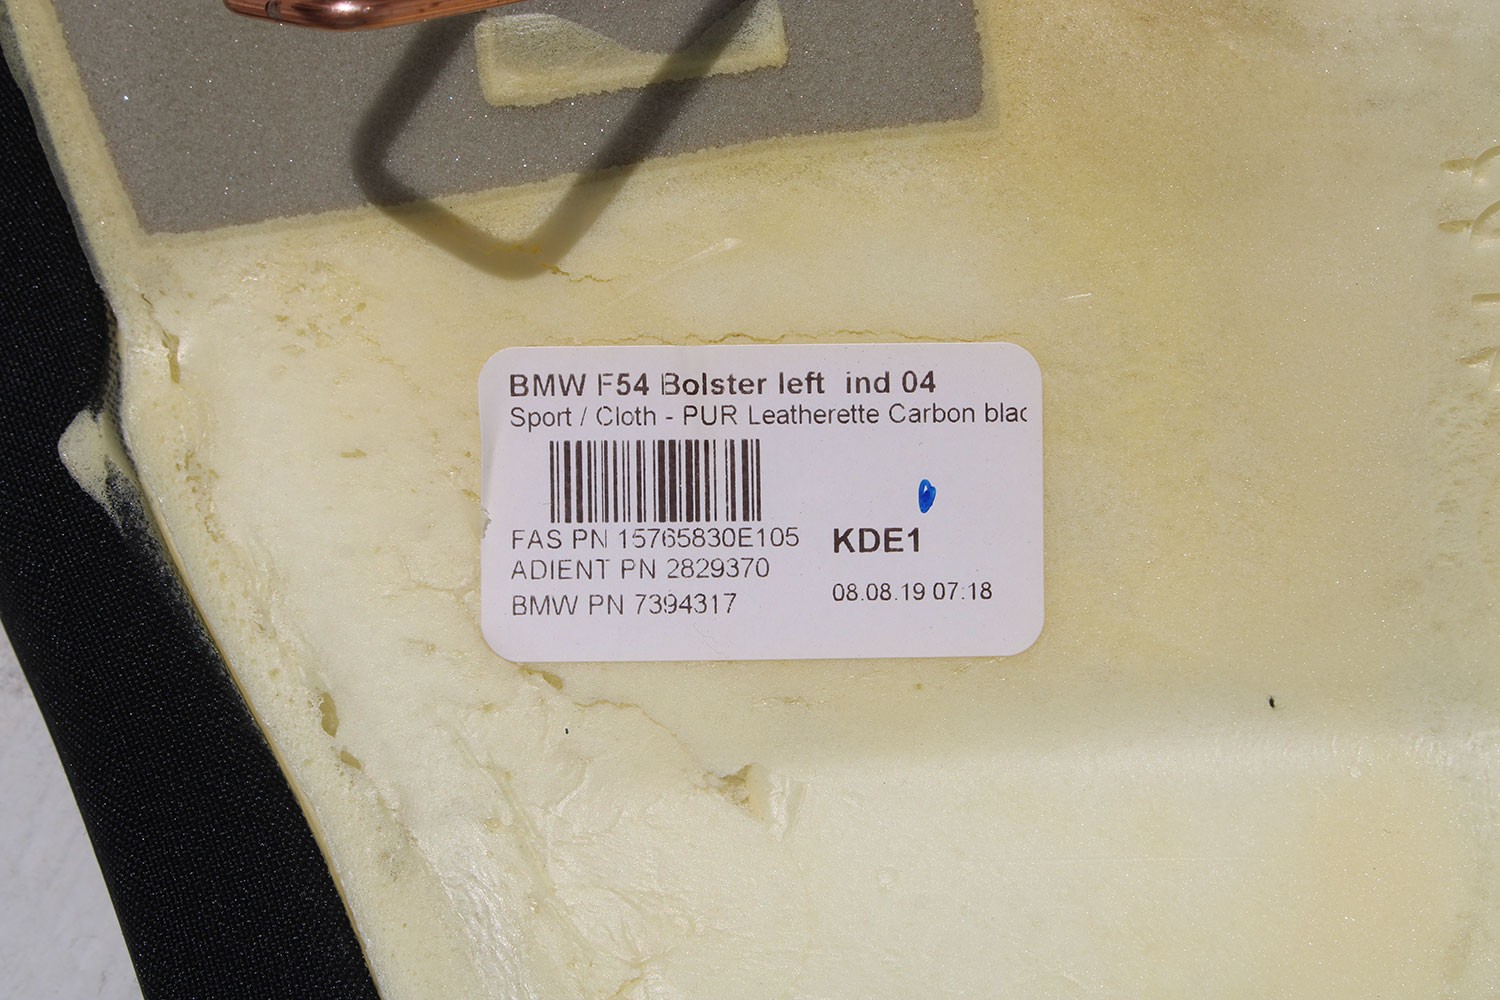 BMW F54 Bolster left ind 04
Sport / Cloth - PUR Leatherette Carbon blac
FAS PN 15765830E105
KDE1
ADIENT PN 2829370
08.08.19 07:18
BMW PN 7394317